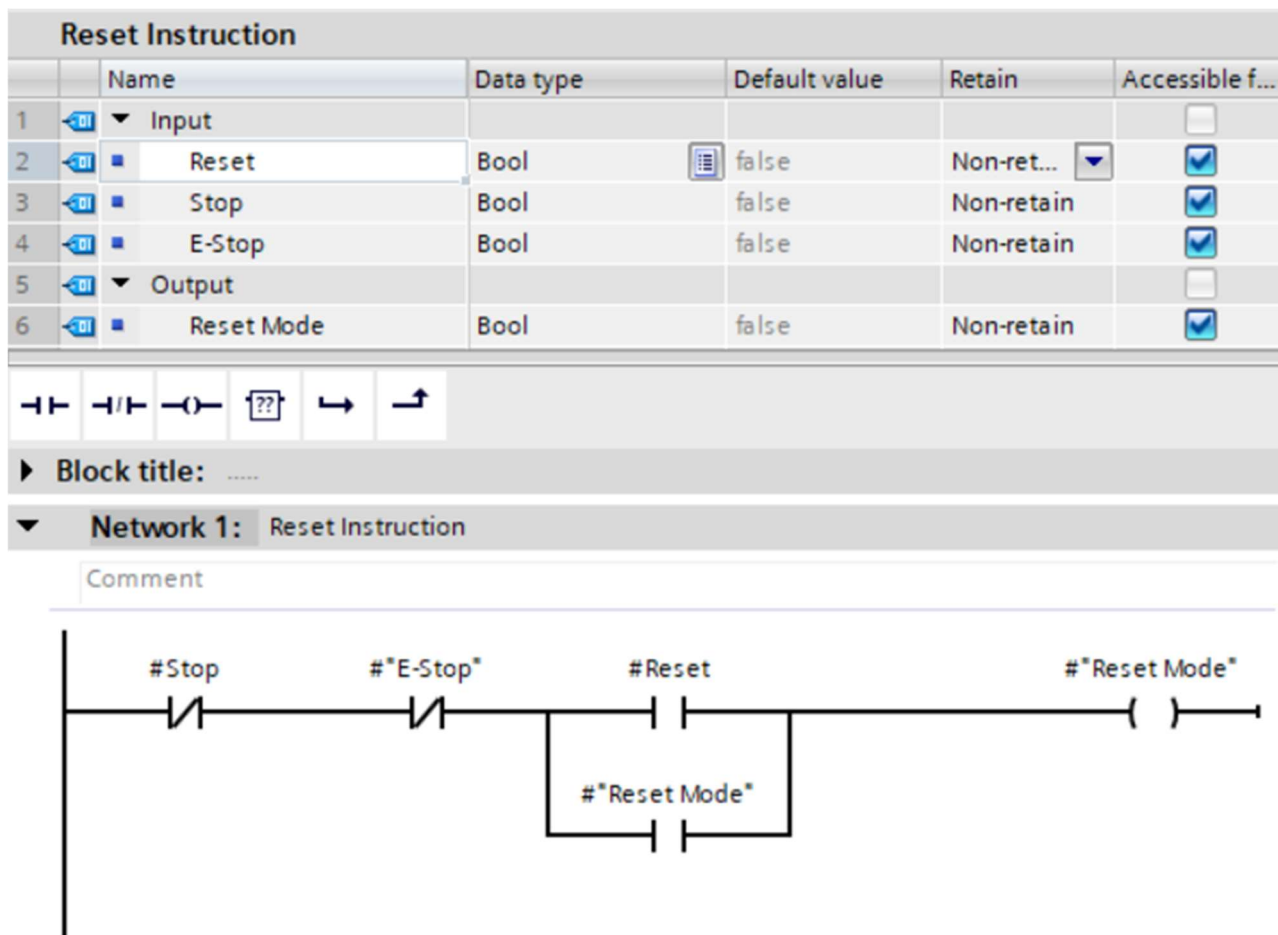 Reset Instruction
Name Data type Default value Retain Accessible f...
1 Input
2 Reset Bool false Non-ret...
3 Stop Bool false Non-retain
4 E-Stop Bool false Non-retain
5 Output
6 Reset Mode Bool false Non-retain
??
Block title: .....
Network 1: Reset Instruction
Comment
#Stop #"E-Stop" #Reset #"Reset Mode"
#"Reset Mode"